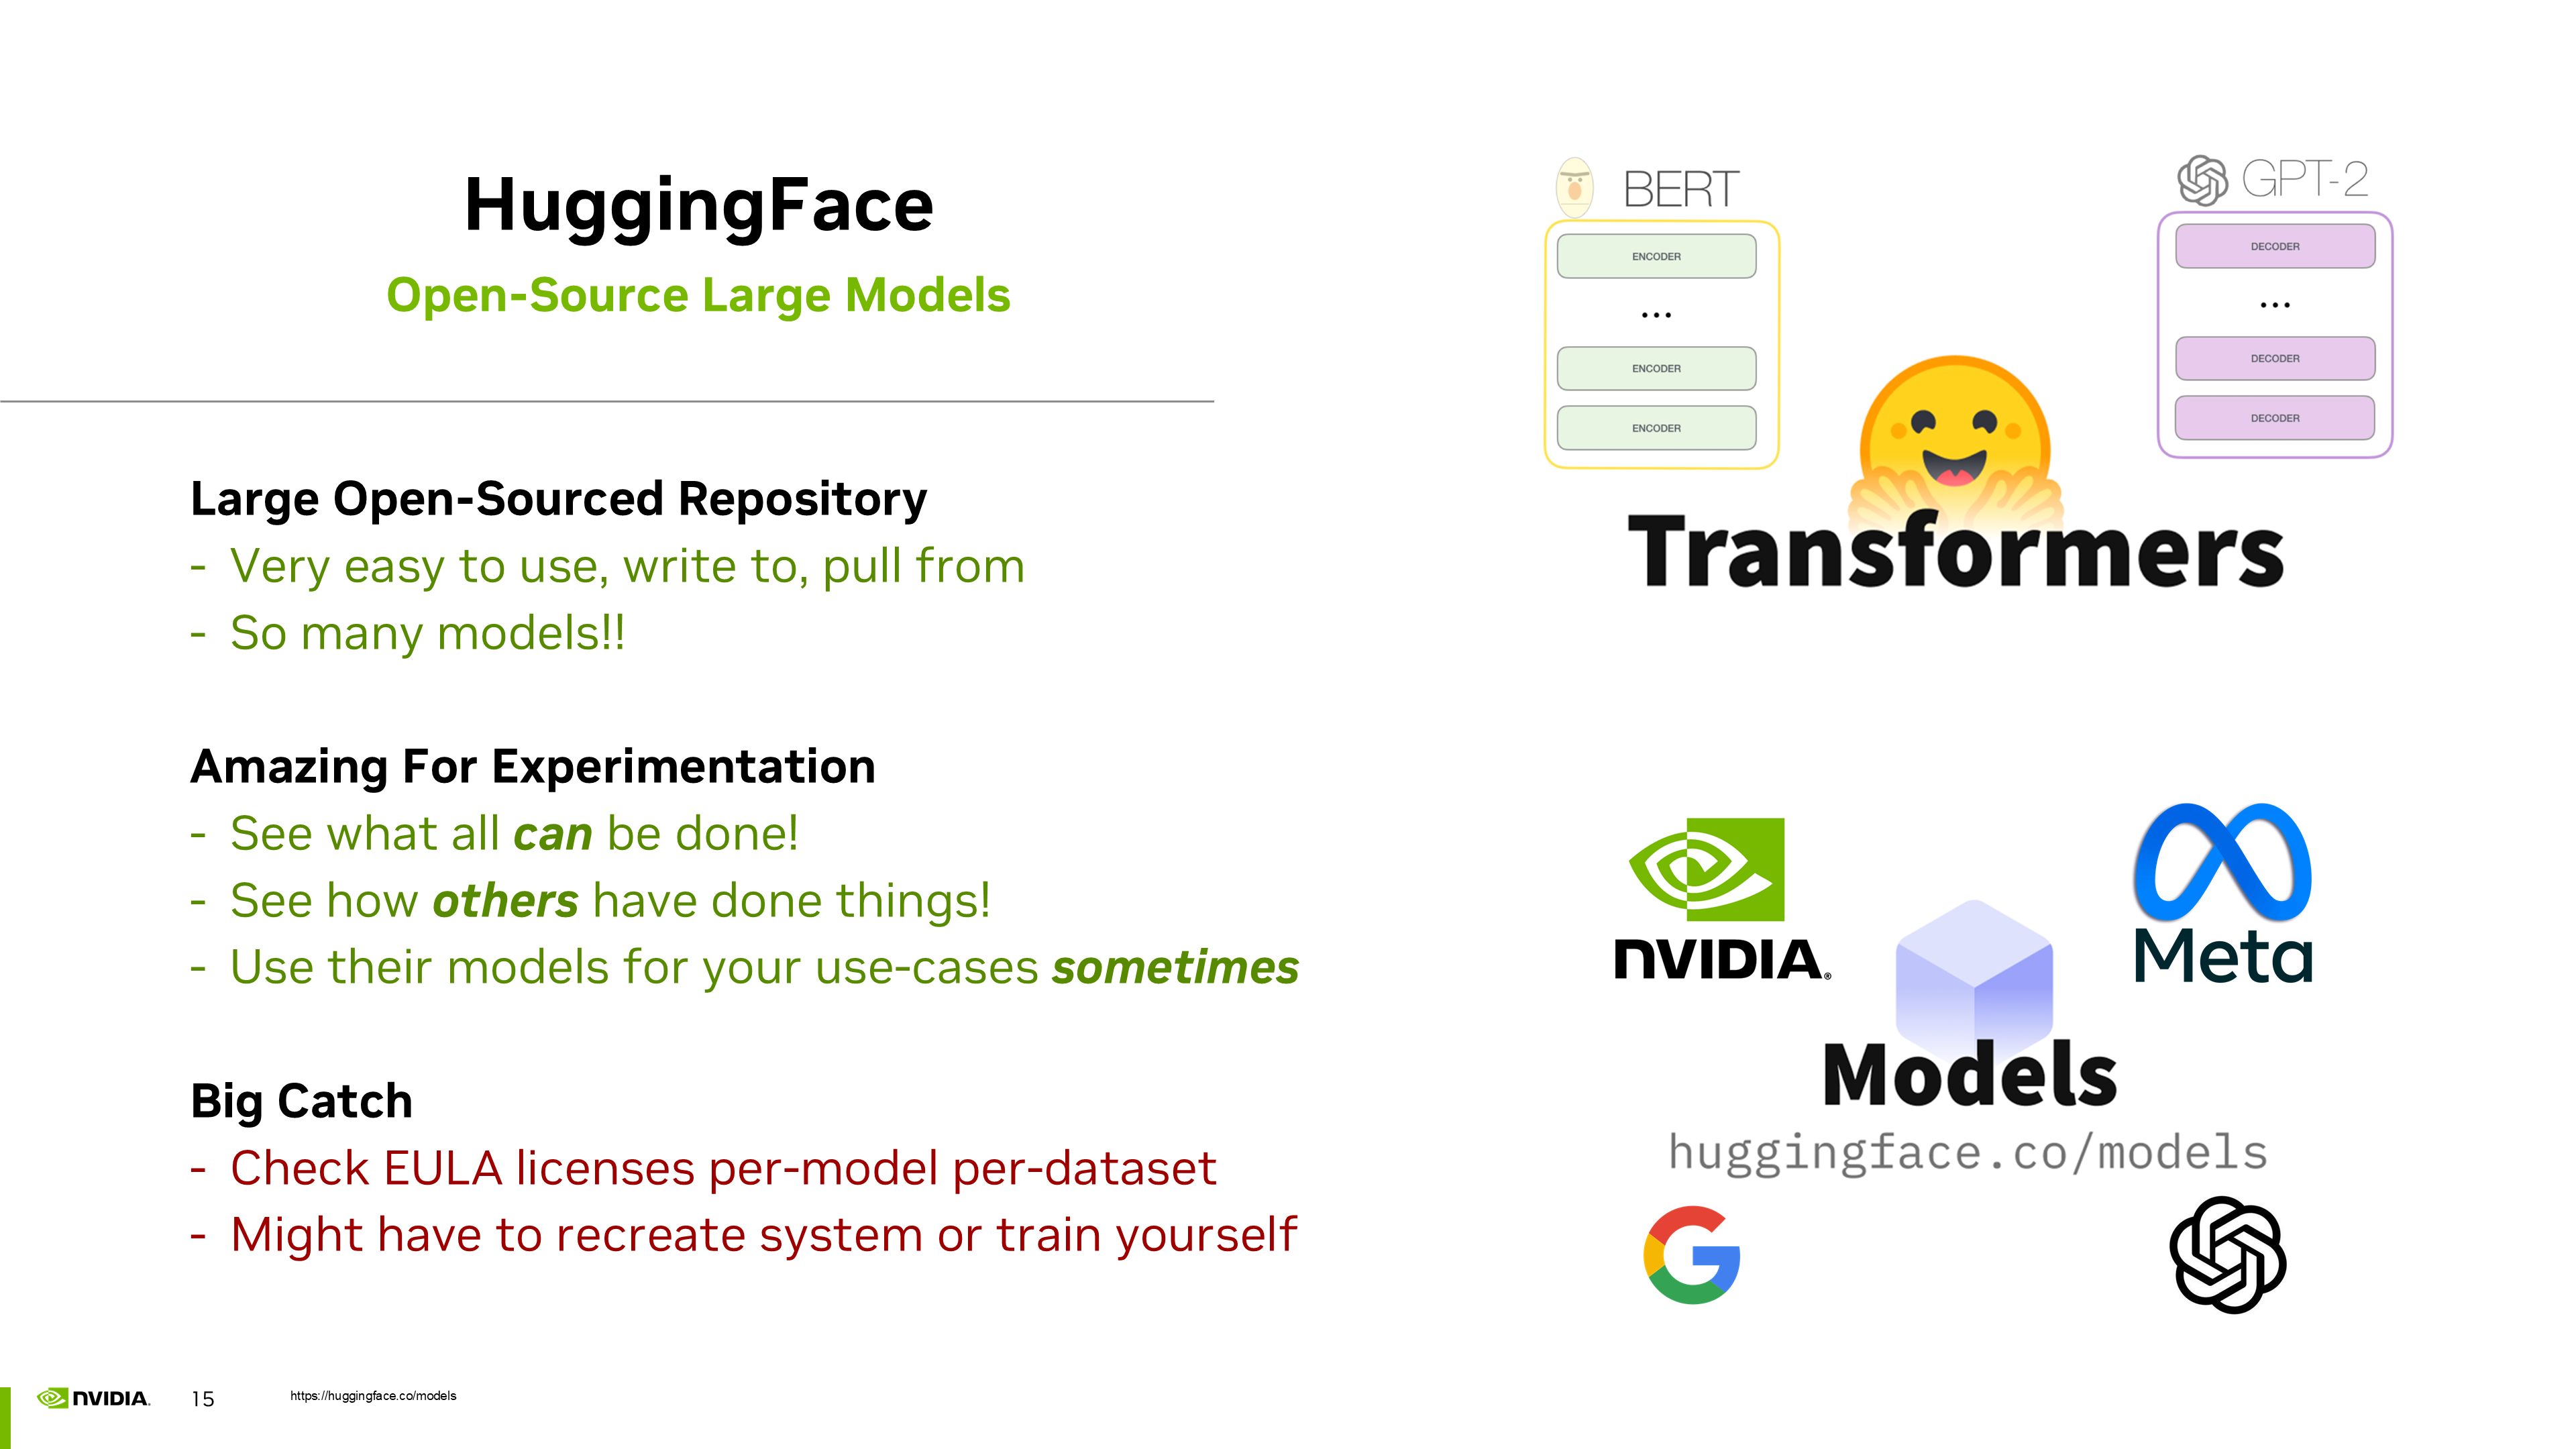 HuggingFace
Open-Source Large Models
Large Open-Sourced Repository
- Very easy to use, write to, pull from
- So many models!!
Amazing For Experimentation
- See what all can be done!
- See how others have done things!
- Use their models for your use-cases sometimes
Big Catch
- Check EULA licenses per-model per-dataset
- Might have to recreate system or train yourself
BERT
ENCODER
...
ENCODER
ENCODER
GPT-2
DECODER
...
DECODER
DECODER
Transformers
NVIDIA®
Meta
Models
huggingface.co/models
G
NVIDIA.
15
https://huggingface.co/models